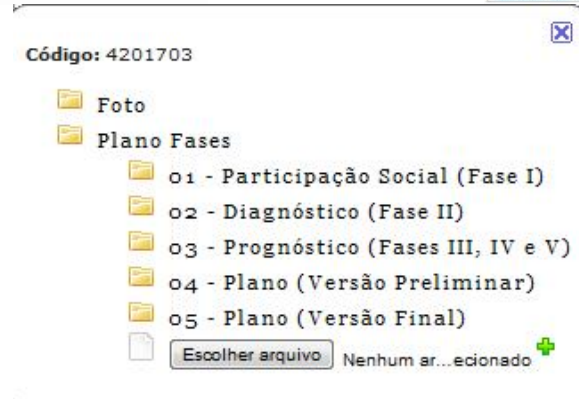 Código: 4201703
Foto
Plano Fases
01 - Participação Social (Fase I)
02 - Diagnóstico (Fase II)
03 - Prognóstico (Fases III, IV e V)
04 - Plano (Versão Preliminar)
05 - Plano (Versão Final)
Escolher arquivo Nenhum ar...ecionado